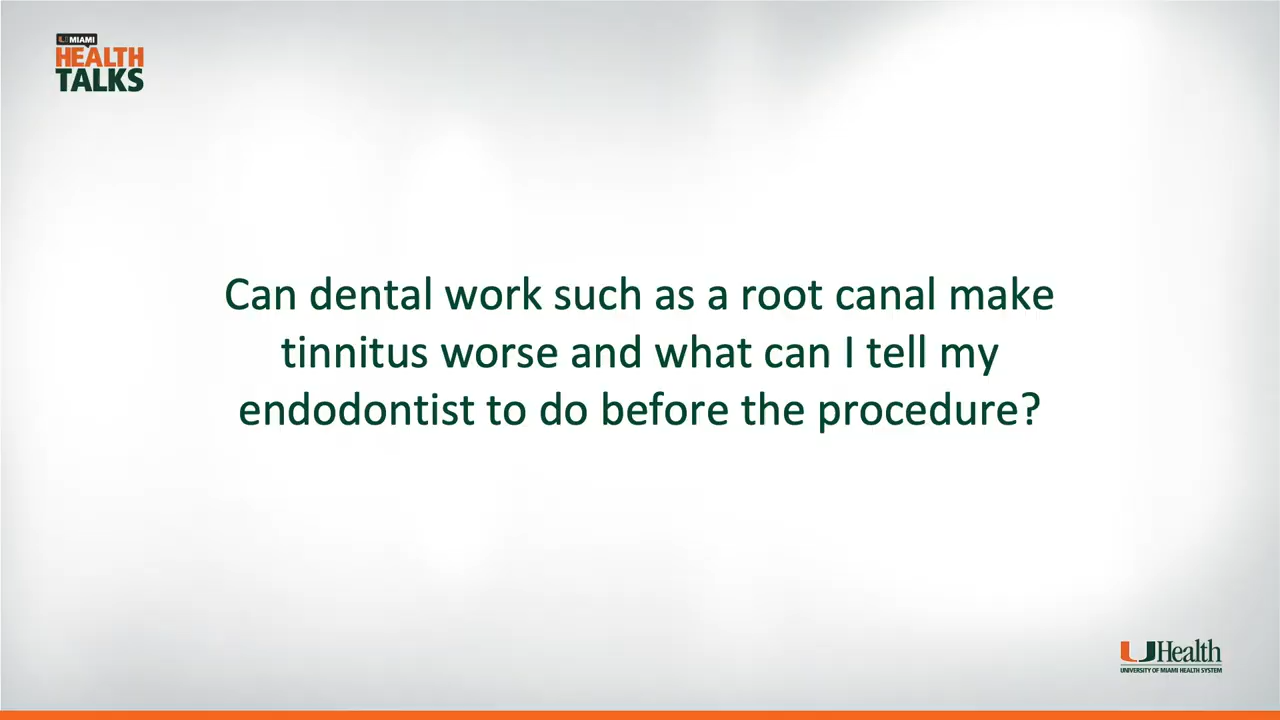 U MIAMI
HEALTH
TALKS
Can dental work such as a root canal make
tinnitus worse and what can I tell my
endodontist to do before the procedure?
UHealth
UNIVERSITY OF MIAMI HEALTH SYSTEM